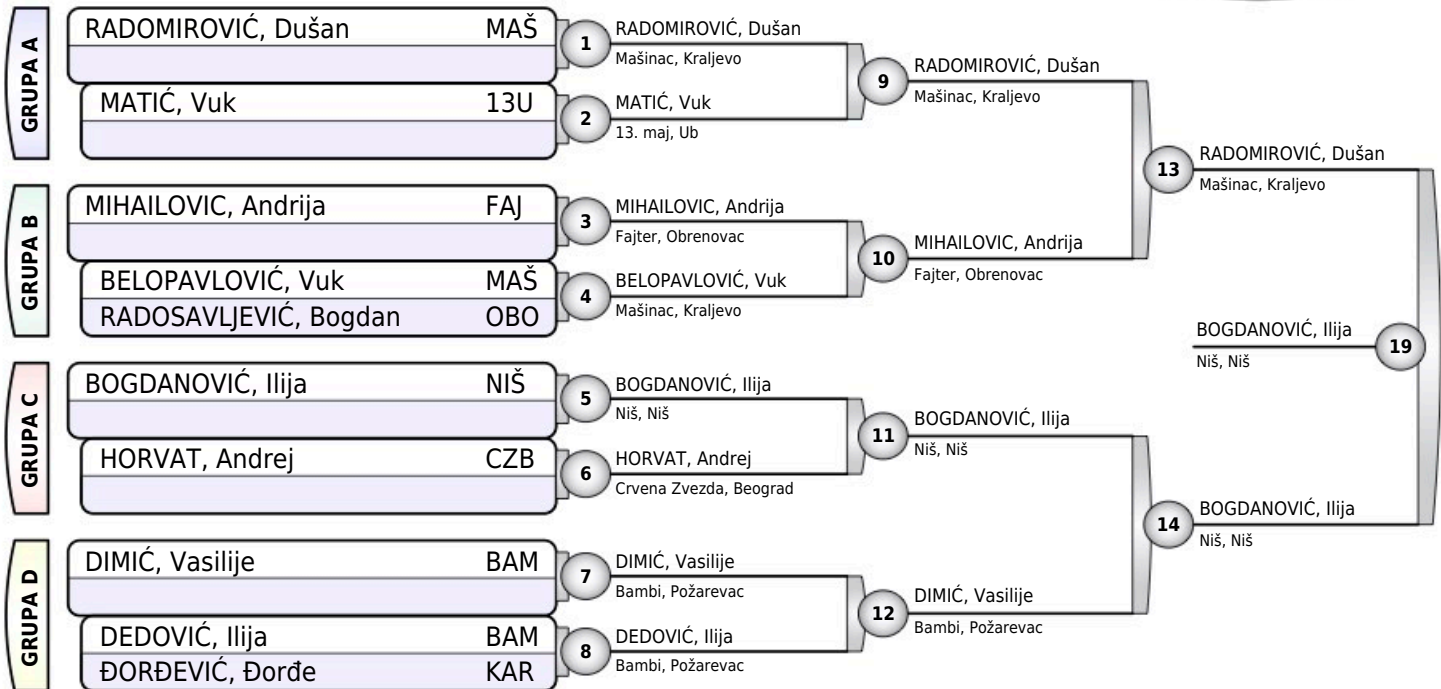 GRUPA A
RADOMIROVIĆ, Dušan MAŠ
MATIĆ, Vuk 13U
GRUPA B
MIHAILOVIC, Andrija FAJ
BELOPAVLOVIĆ, Vuk MAŠ
RADOSAVLJEVIĆ, Bogdan OBO
GRUPA C
BOGDANOVIĆ, Ilija NIŠ
HORVAT, Andrej CZB
GRUPA D
DIMIĆ, Vasilije BAM
DEDOVIĆ, Ilija BAM
ĐORĐEVIĆ, Đorđe KAR
1
RADOMIROVIĆ, Dušan
Mašinac, Kraljevo
2
MATIĆ, Vuk
13. maj, Ub
3
MIHAILOVIC, Andrija
Fajter, Obrenovac
4
BELOPAVLOVIĆ, Vuk
Mašinac, Kraljevo
5
BOGDANOVIĆ, Ilija
Niš, Niš
6
HORVAT, Andrej
Crvena Zvezda, Beograd
7
DIMIĆ, Vasilije
Bambi, Požarevac
8
DEDOVIĆ, Ilija
Bambi, Požarevac
9
RADOMIROVIĆ, Dušan
Mašinac, Kraljevo
10
MIHAILOVIC, Andrija
Fajter, Obrenovac
11
BOGDANOVIĆ, Ilija
Niš, Niš
12
DIMIĆ, Vasilije
Bambi, Požarevac
13
RADOMIROVIĆ, Dušan
Mašinac, Kraljevo
14
BOGDANOVIĆ, Ilija
Niš, Niš
BOGDANOVIĆ, Ilija
Niš, Niš
19